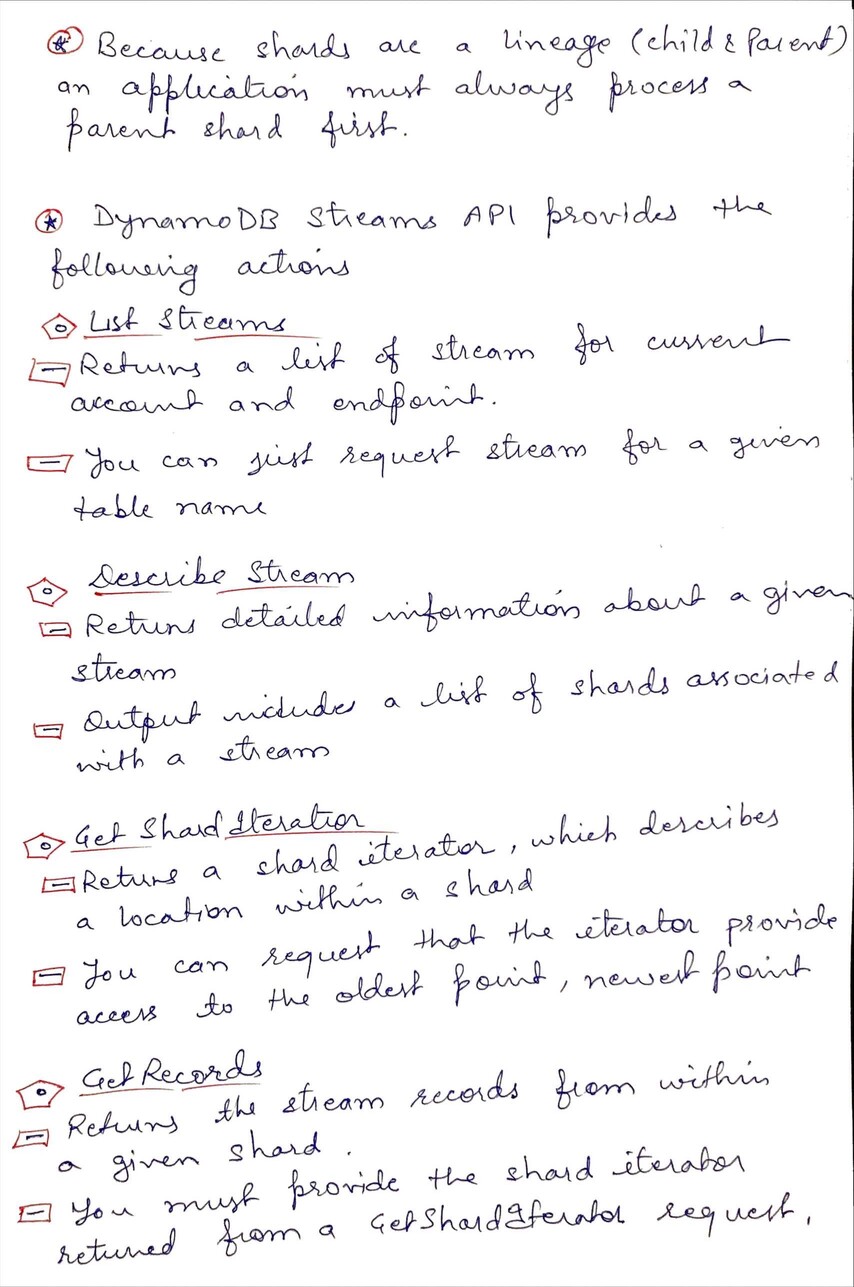 Because shards are a lineage (child & Parent)
an application must always process a
parent shard first.
DynamoDB Streams API provides the
following actions
List Streams
Returns a list of stream for current
account and endpoint.
You can just request stream for a given
table name
Describe Stream
Returns detailed information about a given
stream
Output includes a list of shards associated
with a stream
Get Shard Iterator
Returns a shard iterator, which describes
a location within a shard
You can request that the iterator provide
access to the oldest point, newest point
Get Records
Returns the stream records from within
a given shard.
You must provide the shard iterator
returned from a GetShardIterator request.